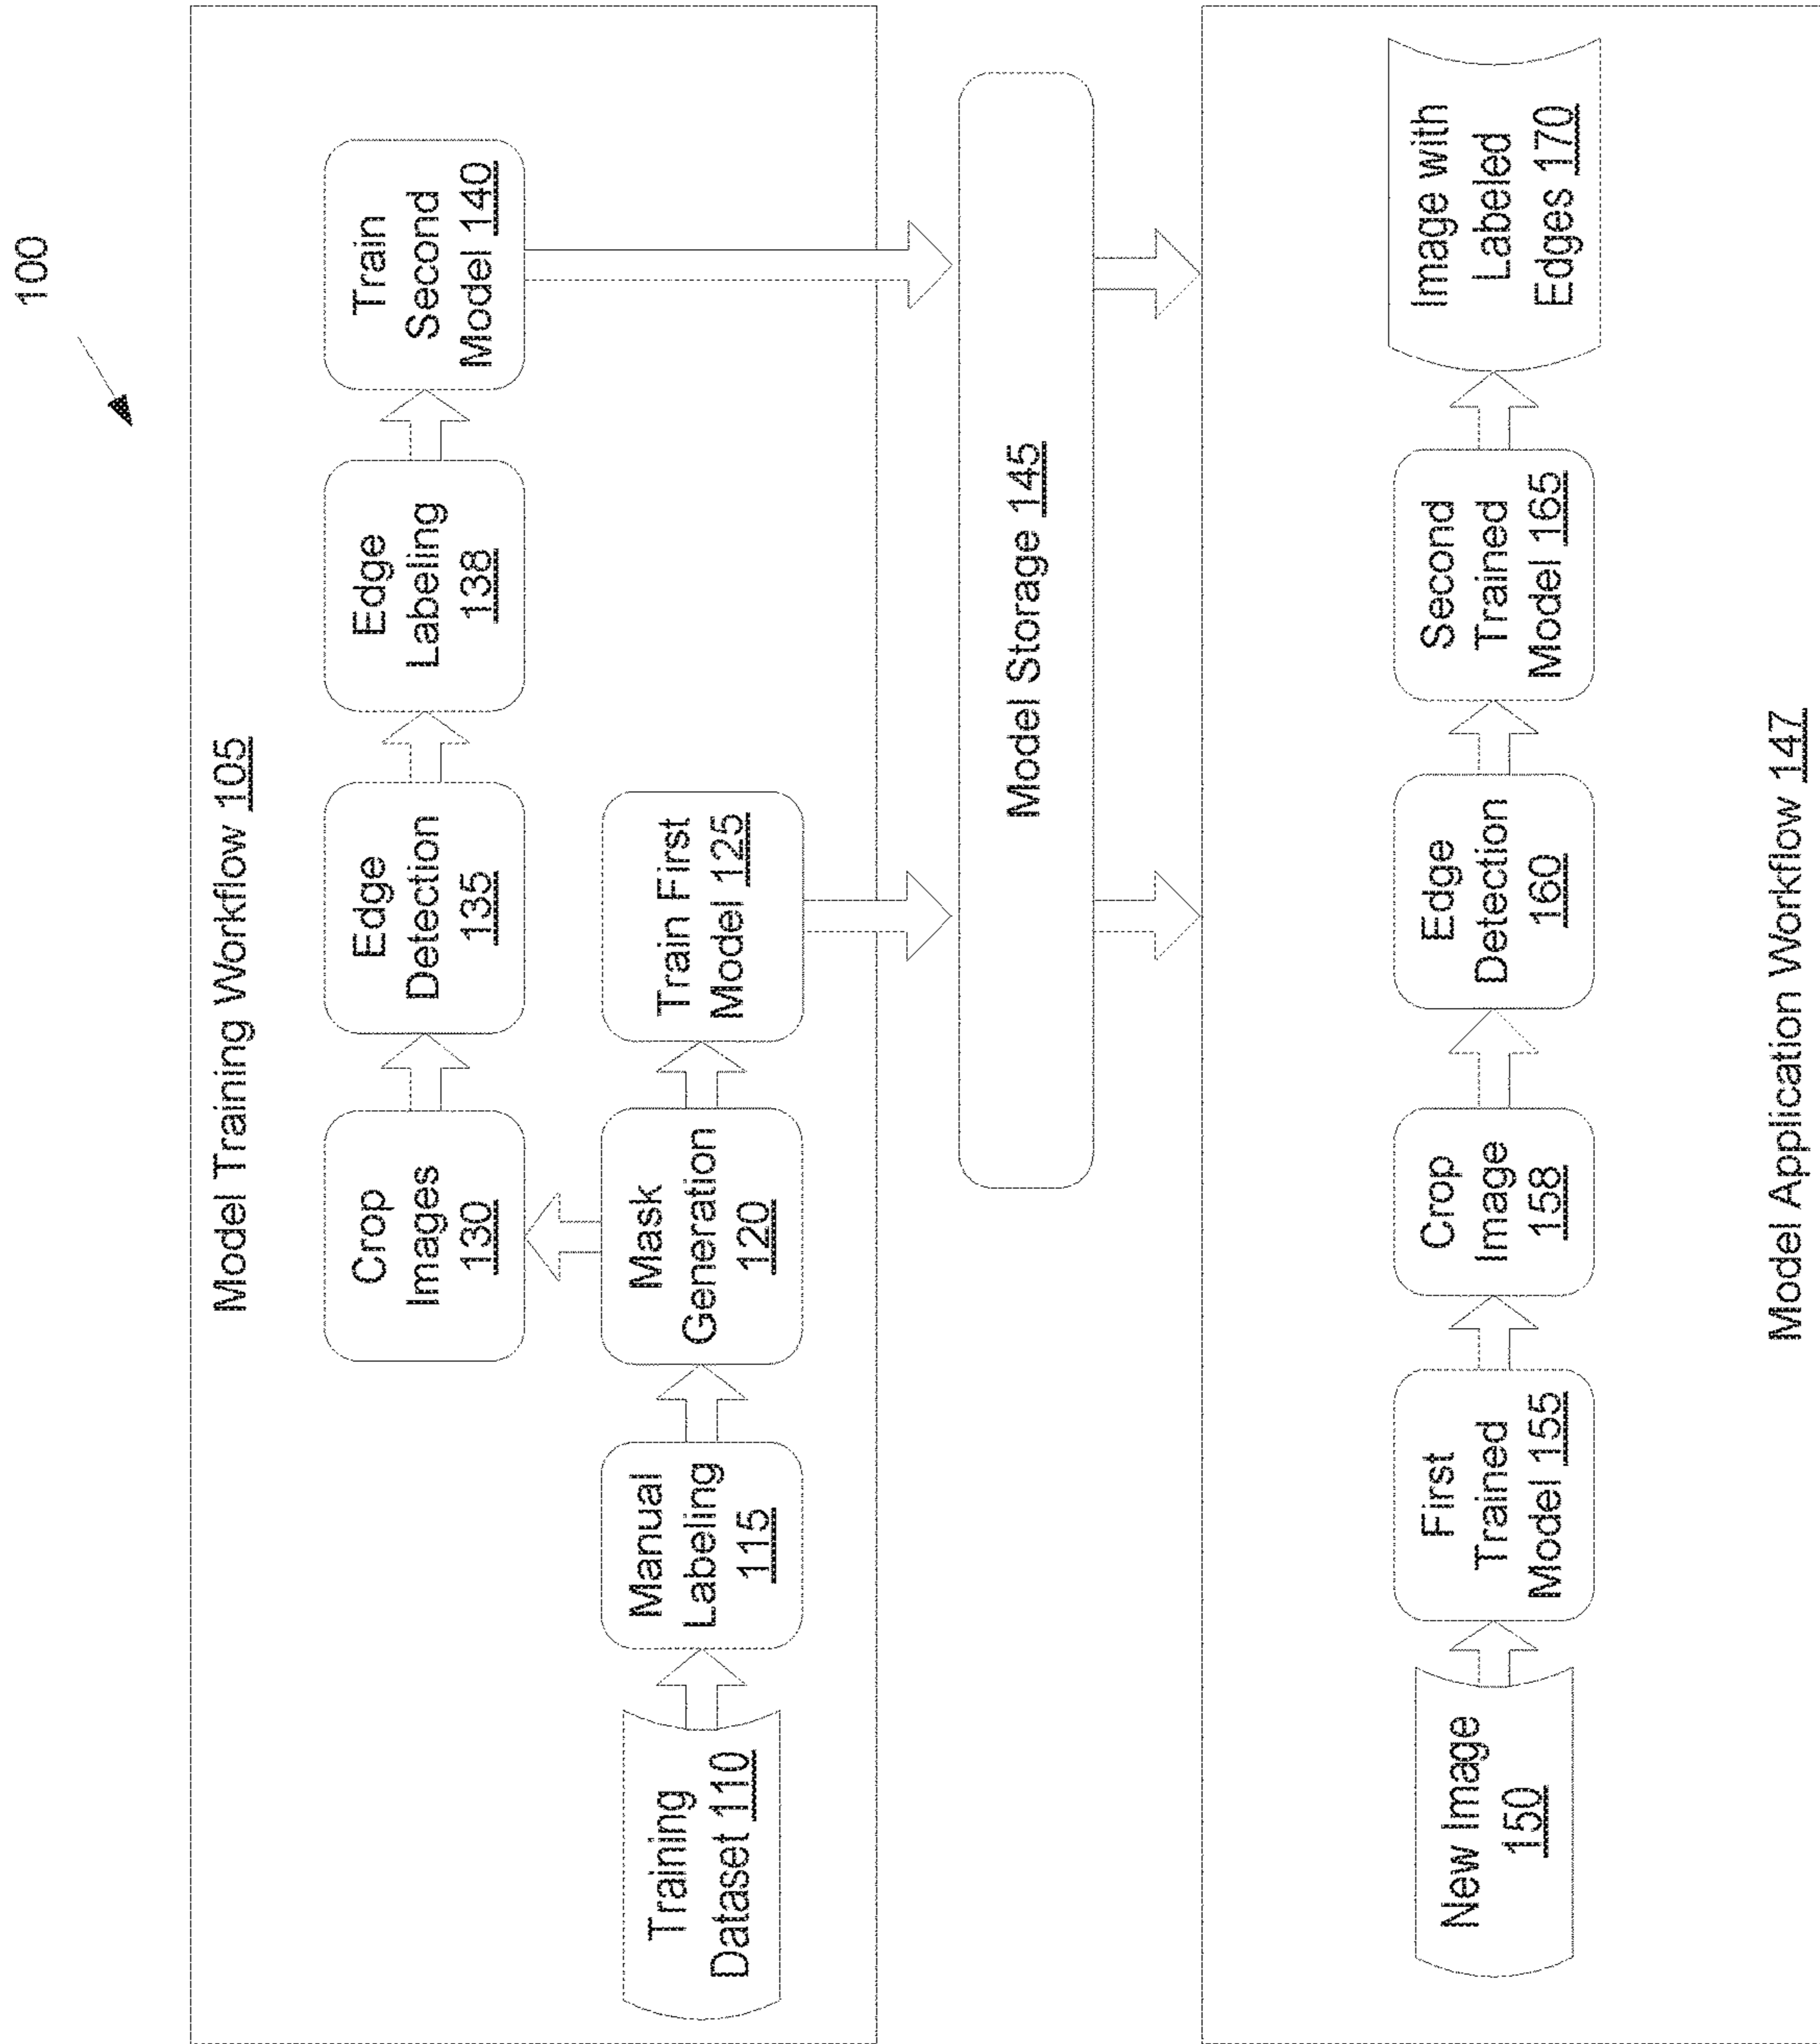 100
Model Training Workflow 105
Crop
Images
130
Edge
Detection
135
Edge
Labeling
138
Train
Second
Model 140
Training
Dataset 110
Manual
Labeling
115
Mask
Generation
120
Train First
Model 125
Model Storage 145
New Image
150
First
Trained
Model 155
Crop
Image
158
Edge
Detection
160
Second
Trained
Model 165
Image with
Labeled
Edges 170
Model Application Workflow 147